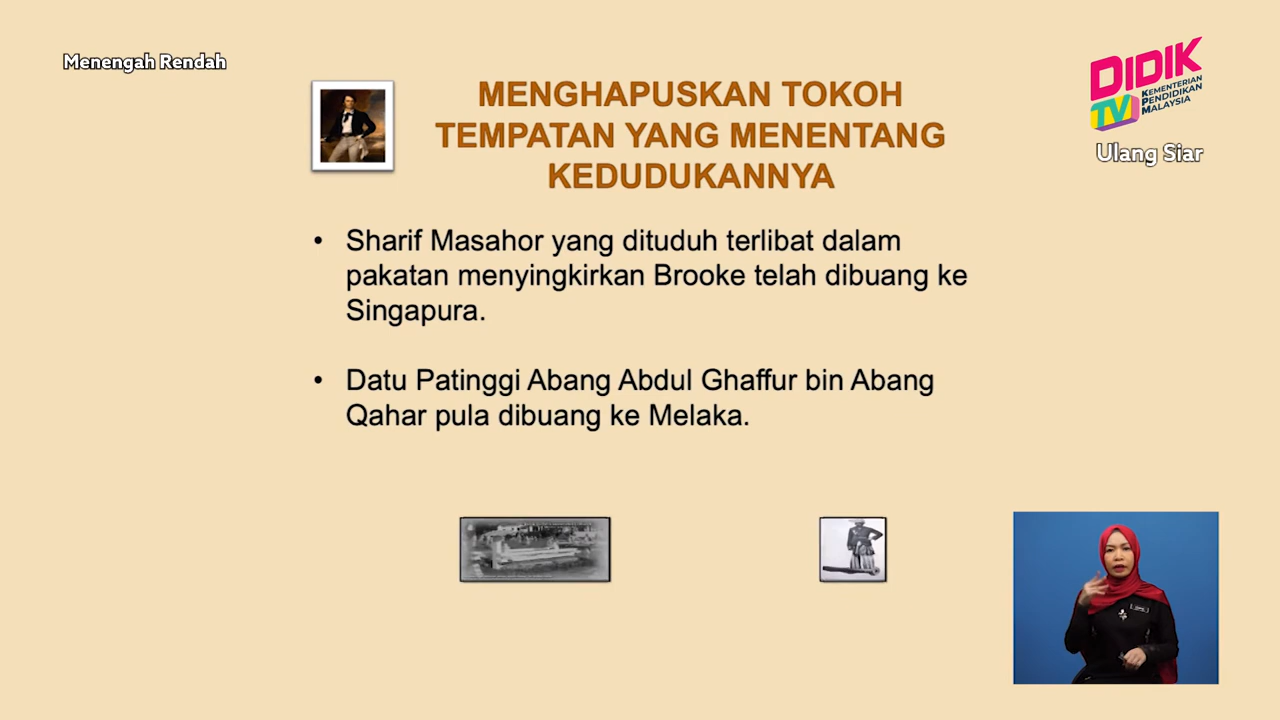 Menengah Rendah
MENGHAPUSKAN TOKOH
TEMPATAN YANG MENENTANG
KEDUDUKANNYA
DIDIK
TV
KEMENTERIAN
PENDIDIKAN
MALAYSIA
Ulang Siar
• Sharif Masahor yang dituduh terlibat dalam
pakatan menyingkirkan Brooke telah dibuang ke
Singapura.
• Datu Patinggi Abang Abdul Ghaffur bin Abang
Qahar pula dibuang ke Melaka.